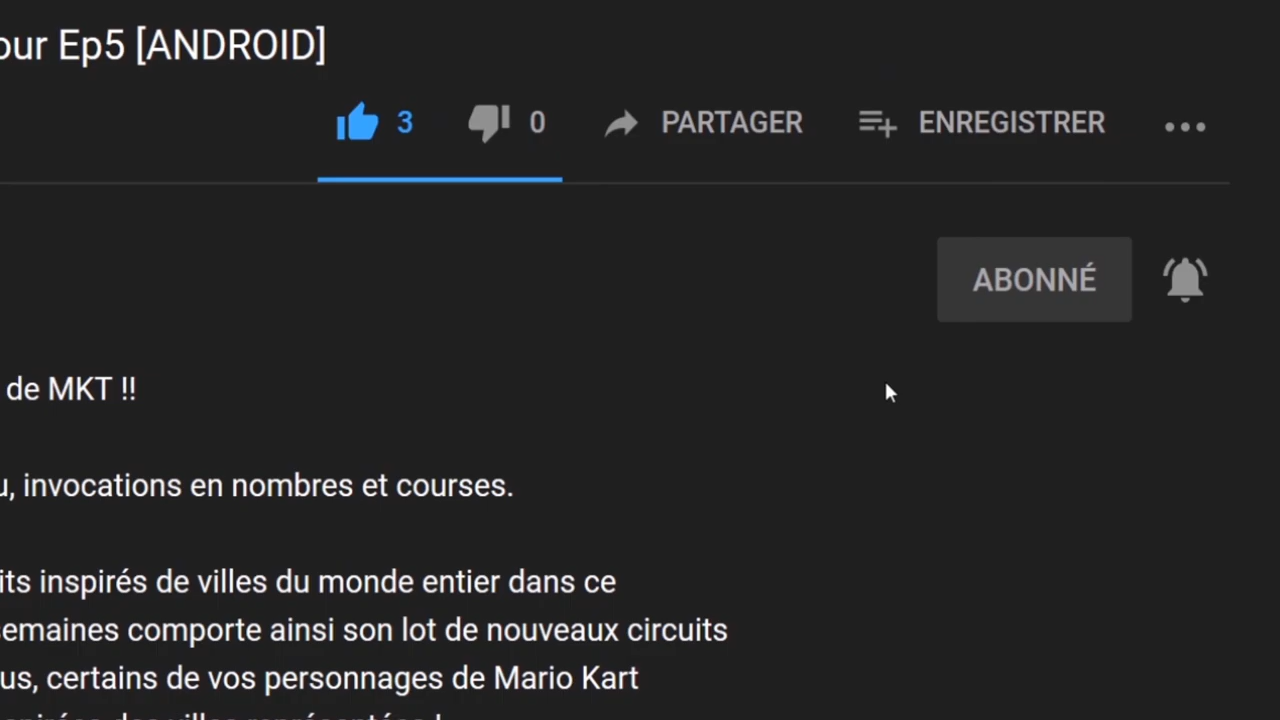 our Ep5 [ANDROID]
3 0 PARTAGER ENREGISTRER
ABONNÉ
de MKT !!
, invocations en nombres et courses.
its inspirés de villes du monde entier dans ce
semaines comporte ainsi son lot de nouveaux circuits
us, certains de vos personnages de Mario Kart